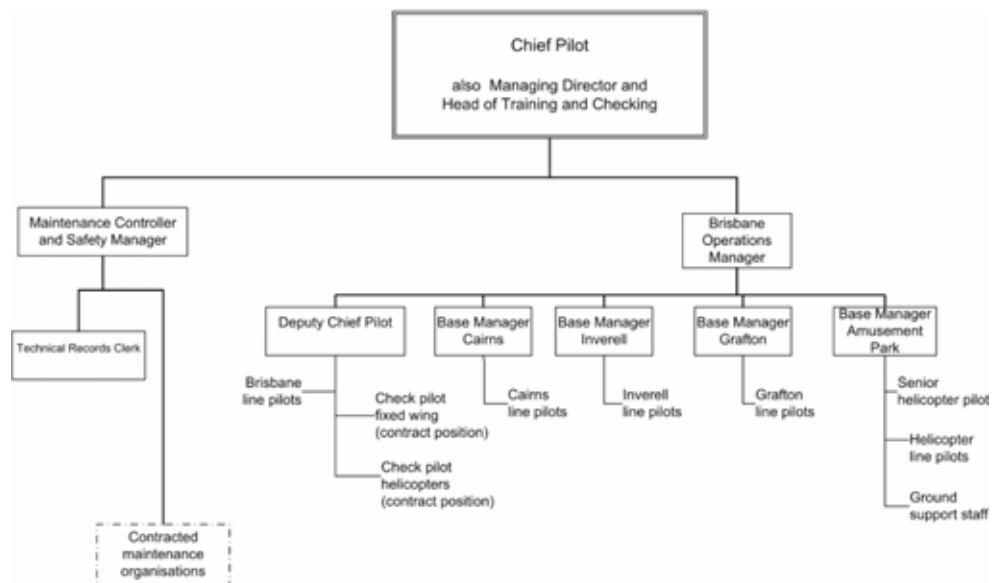 Chief Pilot
also Managing Director and
Head of Training and Checking
Maintenance Controller
and Safety Manager
Brisbane
Operations
Manager
Technical Records Clerk
Contracted
maintenance
organisations
Deputy Chief Pilot
Brisbane
line pilots
Check pilot
fixed wing
(contract position)
Check pilot
helicopters
(contract position)
Base Manager
Cairns
Cairns
line pilots
Base Manager
Inverell
Inverell
line pilots
Base Manager
Grafton
Grafton
line pilots
Base Manager
Amusement
Park
Senior
helicopter pilot
Helicopter
line pilots
Ground
support staff